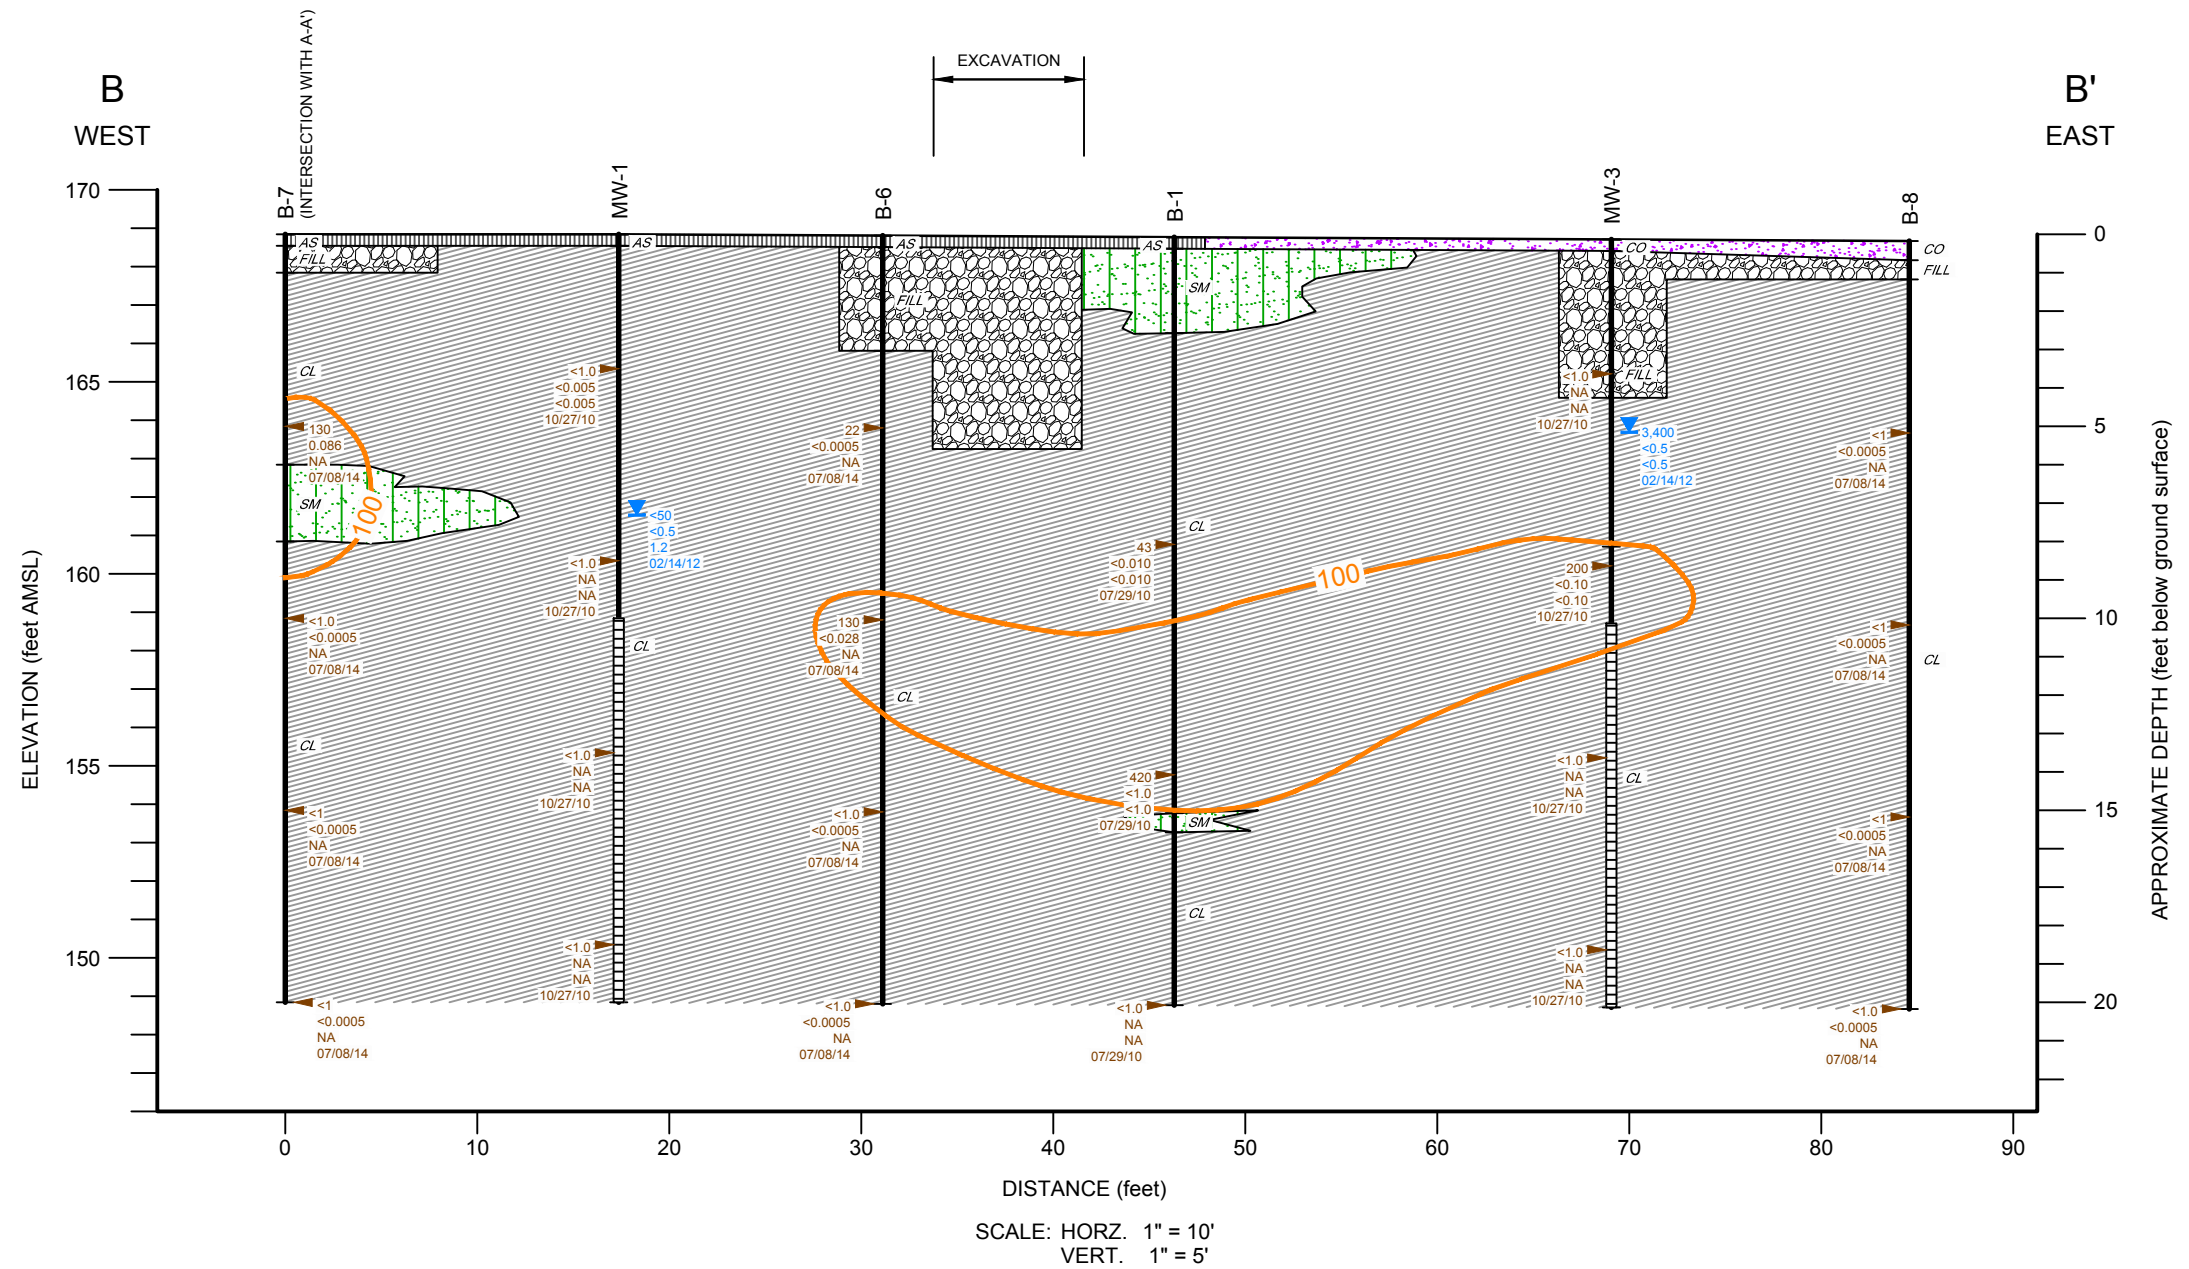 B
WEST
B'
EAST
EXCAVATION
B-7
(INTERSECTION WITH A-A')
MW-1
B-6
B-1
MW-3
B-8
ELEVATION (feet AMSL)
170
165
160
155
150
APPROXIMATE DEPTH (feet below ground surface)
0
5
10
15
20
AS
FILL
CL
130
0.086
NA
07/08/14
SM
100
<1.0
<0.0005
NA
07/08/14
CL
<1
<0.0005
NA
07/08/14
<1
<0.0005
NA
07/08/14
AS
<1.0
<0.005
<0.005
10/27/10
<50
<0.5
1.2
02/14/12
<1.0
NA
NA
10/27/10
CL
<1.0
NA
NA
10/27/10
<1.0
NA
NA
10/27/10
AS
FILL
22
<0.0005
NA
07/08/14
130
<0.028
NA
07/08/14
CL
<1.0
<0.0005
NA
07/08/14
<1.0
<0.0005
NA
07/08/14
AS
SM
CL
43
<0.010
<0.010
07/29/10
100
420
<1.0
<1.0
07/29/10
SM
CL
<1.0
NA
NA
07/29/10
CO
FILL
<1.0
NA
NA
10/27/10
3,400
<0.5
<0.5
02/14/12
200
<0.10
<0.10
10/27/10
<1.0
NA
NA
10/27/10
CL
<1.0
NA
NA
10/27/10
CO
FILL
<1
<0.0005
NA
07/08/14
<1
<0.0005
NA
07/08/14
CL
<1
<0.0005
NA
07/08/14
<1.0
<0.0005
NA
07/08/14
0
10
20
30
40
50
60
70
80
90
DISTANCE (feet)
SCALE: HORZ. 1" = 10'
VERT. 1" = 5'